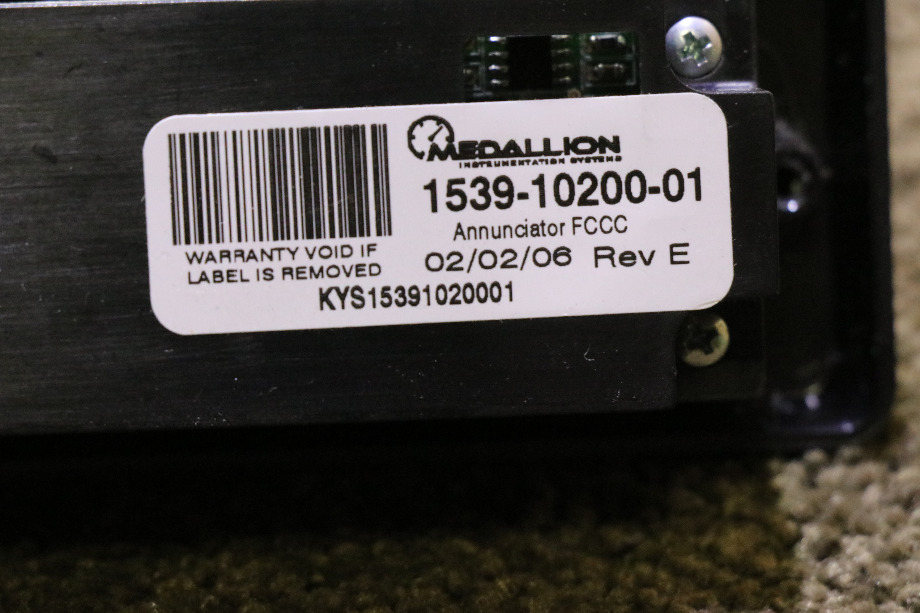 MEDALLION
INSTRUMENTATION SYSTEMS
1539-10200-01
Annunciator FCCC
02/02/06 Rev E
WARRANTY VOID IF
LABEL IS REMOVED
KYS15391020001